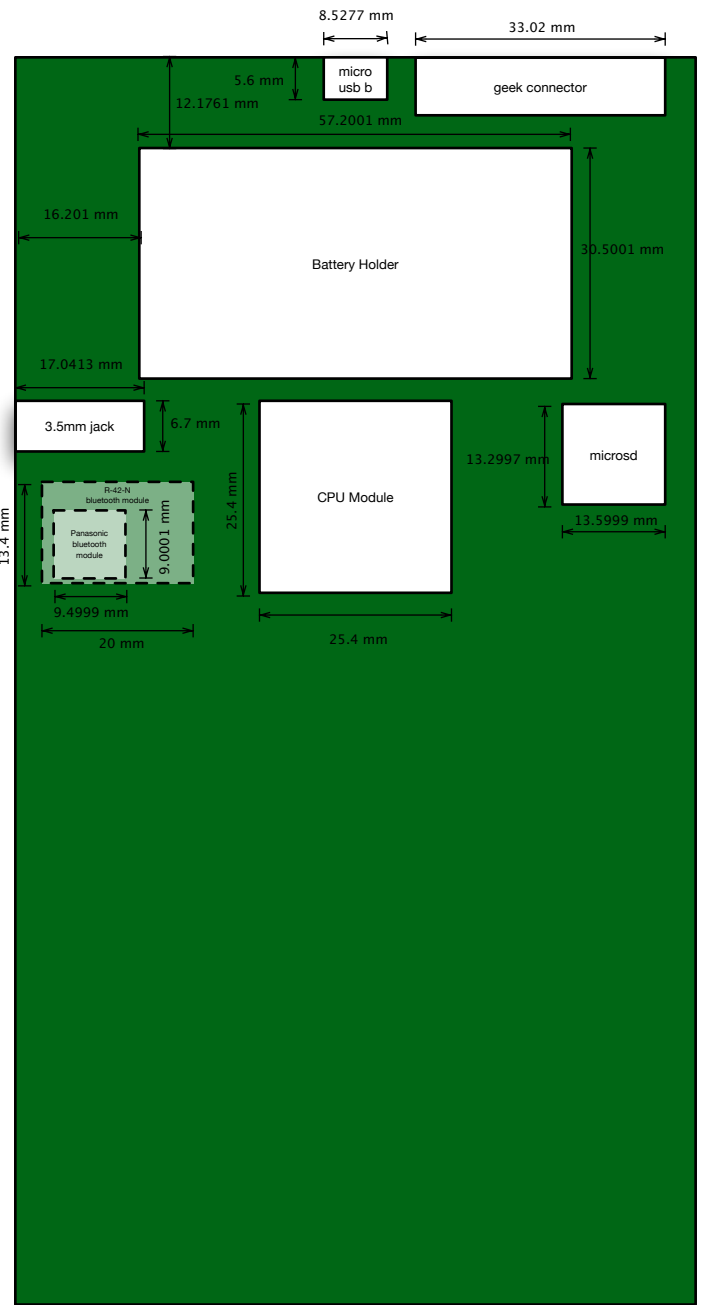 8.5277 mm
33.02 mm
5.6 mm
micro
usb b
geek connector
12.1761 mm
57.2001 mm
16.201 mm
Battery Holder
30.5001 mm
17.0413 mm
3.5mm jack
6.7 mm
13.2997 mm
microsd
25.4 mm
CPU Module
R-42-N
bluetooth module
13.4 mm
Panasonic
bluetooth
module
9.0001 mm
13.5999 mm
9.4999 mm
20 mm
25.4 mm